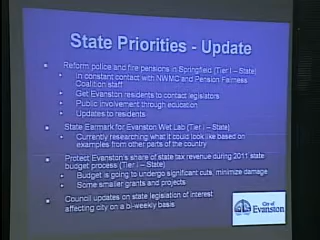 State Priorities - Update
Reform police and fire pensions in Springfield (Tier I – State)
In constant contact with NWMC and Pension Fairness
Coalition staff
Get Evanston residents to contact legislators
Public involvement through education
Updates to residents
State Earmark for Evanston Wet Lab (Tier I – State)
Currently researching what it could look like based on
examples from other parts of the country
Protect Evanston's share of state tax revenue during 2011 state
budget process (Tier I – State)
Budget is going to undergo significant cuts, minimize damage
Some smaller grants and projects
Council updates on state legislation of interest
affecting city on a bi-weekly basis
City of
Evanston